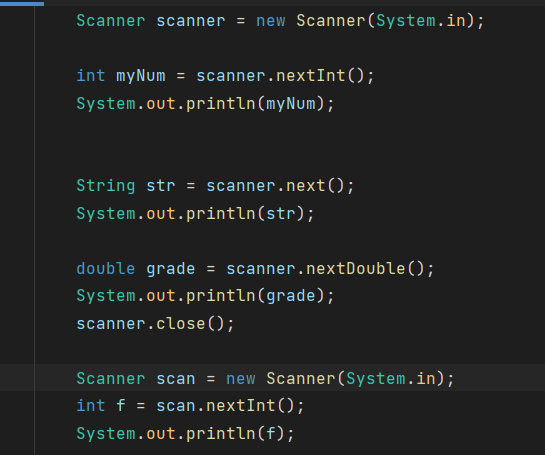 Scanner scanner = new Scanner(System.in);
int myNum = scanner.nextInt();
System.out.println(myNum);
String str = scanner.next();
System.out.println(str);
double grade = scanner.nextDouble();
System.out.println(grade);
scanner.close();
Scanner scan = new Scanner(System.in);
int f = scan.nextInt();
System.out.println(f);